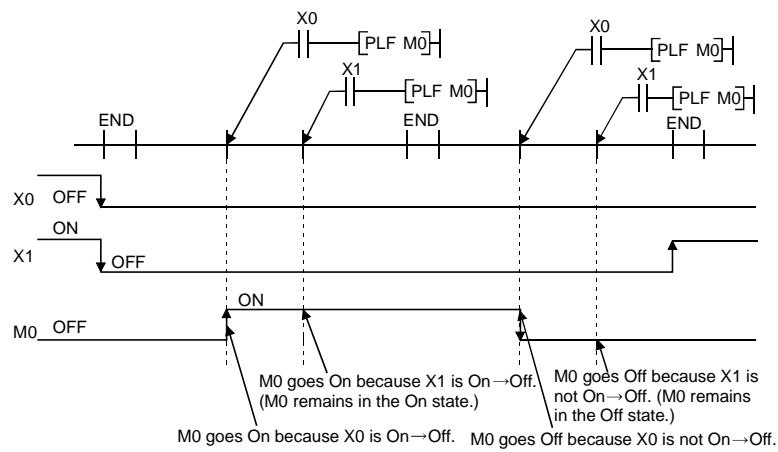 X0
[PLF M0]
X1
[PLF M0]
X0
[PLF M0]
X1
[PLF M0]
END
END
END
X0 OFF
ON
X1
OFF
ON
M0 OFF
M0 goes On because X1 is On→Off.
(M0 remains in the On state.)
M0 goes Off because X1 is
not On→Off. (M0 remains
in the Off state.)
M0 goes On because X0 is On→Off.
M0 goes Off because X0 is not On→Off.